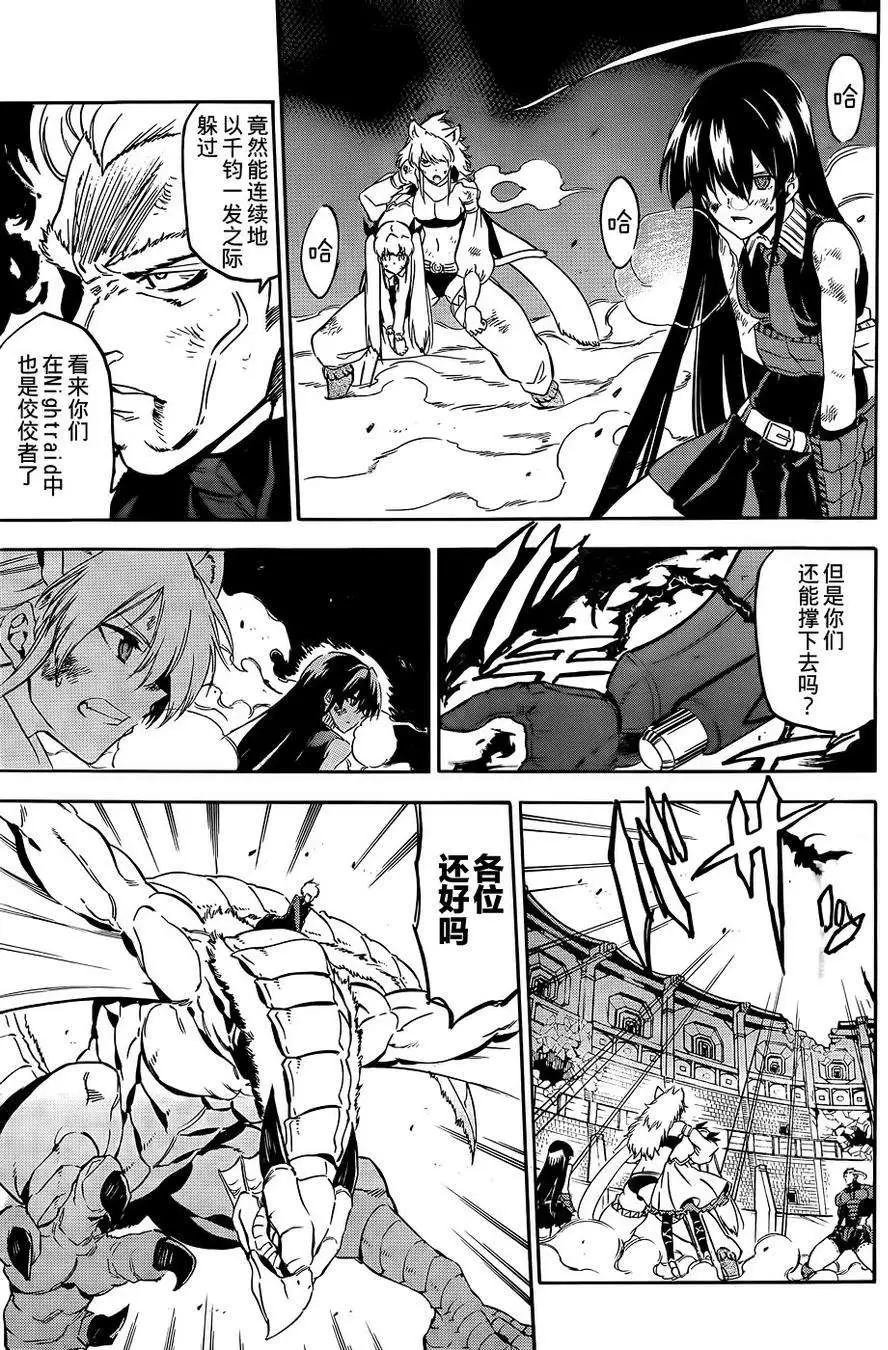 哈
哈
哈
竟然能连续地
以千钧一发之际
躲过
看来你们
在Nightraid中
也是佼佼者了
但是你们
还能撑下去吗？
各位
还好吗